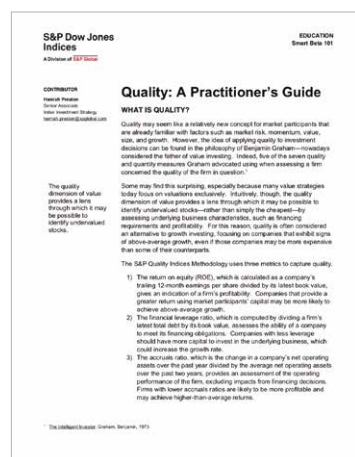 S&P Dow Jones
Indices
A Division of S&P Global
EDUCATION
Smart Beta 101
CONTRIBUTOR
Hamish Preston
Senior Associate
Index Investment Strategy
hamish.preston@spglobal.com
Quality: A Practitioner's Guide
WHAT IS QUALITY?
Quality may seem like a relatively new concept for market participants that
are already familiar with factors such as market risk, momentum, value,
size, and growth. However, the idea of applying quality to investment
decisions can be found in the philosophy of Benjamin Graham—nowadays
considered the father of value investing. Indeed, five of the seven quality
and quantity measures Graham advocated using when assessing a firm
concerned the quality of the firm in question.¹
The quality
dimension of value
provides a lens
through which it may
be possible to
identify undervalued
stocks.
Some may find this surprising, especially because many value strategies
today focus on valuations exclusively. Intuitively, though, the quality
dimension of value provides a lens through which it may be possible to
identify undervalued stocks—rather than simply the cheapest—by
assessing underlying business characteristics, such as financing
requirements and profitability. For this reason, quality is often considered
an alternative to growth investing, focusing on companies that exhibit signs
of above-average growth, even if those companies may be more expensive
than some of their counterparts.
The S&P Quality Indices Methodology uses three metrics to capture quality.
1) The return on equity (ROE), which is calculated as a company's
trailing 12-month earnings per share divided by its latest book value,
gives an indication of a firm's profitability. Companies that provide a
greater return using market participants' capital may be more likely to
achieve above-average growth.
2) The financial leverage ratio, which is computed by dividing a firm's
latest total debt by its book value, assesses the ability of a company
to meet its financing obligations. Companies with less leverage
should have more capital to invest in the underlying business, which
could increase the growth rate.
3) The accruals ratio, which is the change in a company's net operating
assets over the past year divided by the average net operating assets
over the past two years, provides an assessment of the operating
performance of the firm, excluding impacts from financing decisions.
Firms with lower accruals ratios are likely to be more profitable and
may achieve higher-than-average returns.
¹ The Intelligent Investor, Graham, Benjamin, 1973